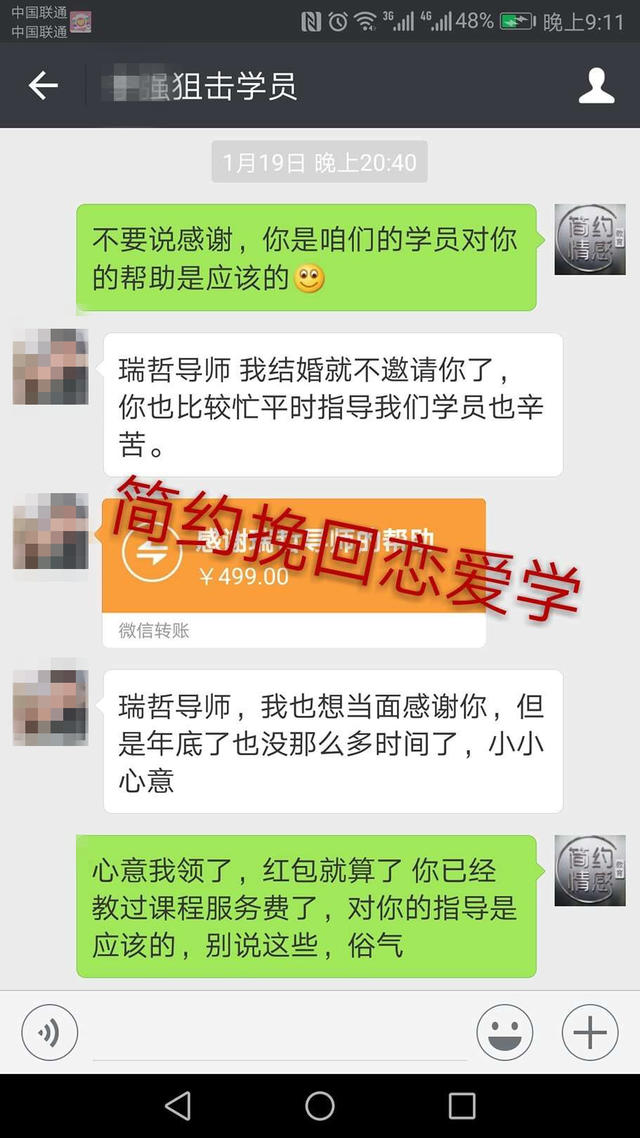 中国联通
中国联通
3G
4G
48%
晚上9:11
强狙击学员
1月19日 晚上20:40
不要说感谢，你是咱们的学员对你
的帮助是应该的
简约
情感
教育
瑞哲导师 我结婚就不邀请你了，
你也比较忙平时指导我们学员也辛
苦。
感谢瑞哲导师的帮助
￥499.00
微信转账
简约挽回恋爱学
瑞哲导师，我也想当面感谢你，但
是年底了也没那么多时间了，小小
心意
心意我领了，红包就算了 你已经
教过课程服务费了，对你的指导是
应该的，别说这些，俗气
简约
情感
教育